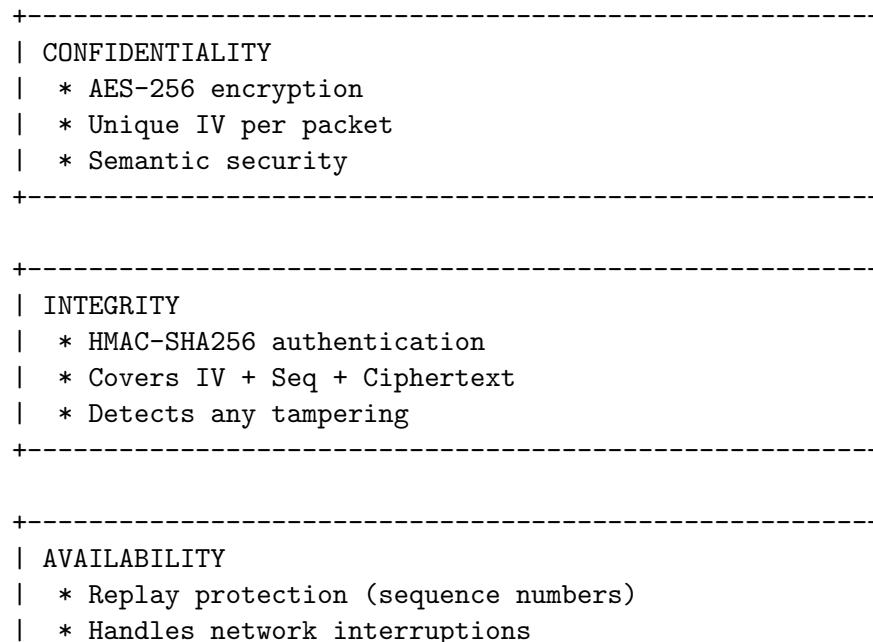 +-------------------------------------------------------
| CONFIDENTIALITY
|  * AES-256 encryption
|  * Unique IV per packet
|  * Semantic security
+-------------------------------------------------------
+-------------------------------------------------------
| INTEGRITY
|  * HMAC-SHA256 authentication
|  * Covers IV + Seq + Ciphertext
|  * Detects any tampering
+-------------------------------------------------------
+-------------------------------------------------------
| AVAILABILITY
|  * Replay protection (sequence numbers)
|  * Handles network interruptions